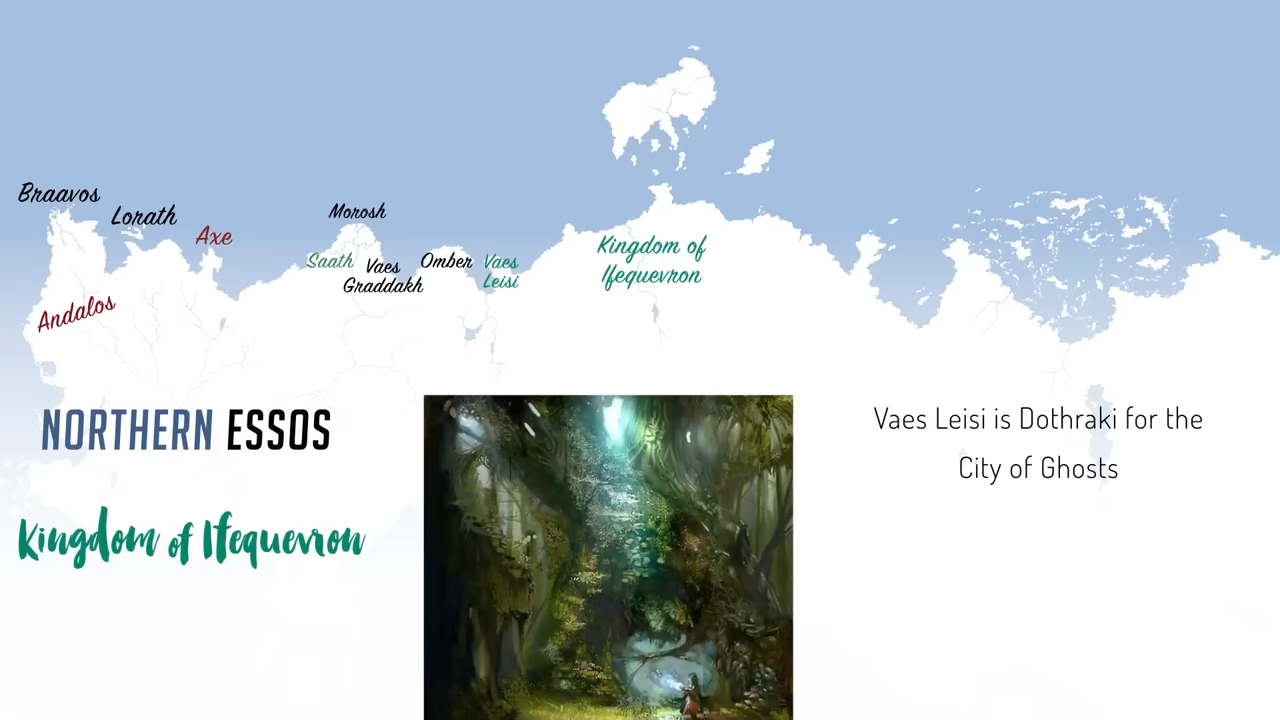 Braavos
Lorath
Axe
Andalos
Morosh
Saath
Vaes
Graddakh
Omber
Vaes
Leisi
Kingdom of
Ifequevron
NORTHERN ESSOS
Kingdom of Ifequevron
Vaes Leisi is Dothraki for the
City of Ghosts